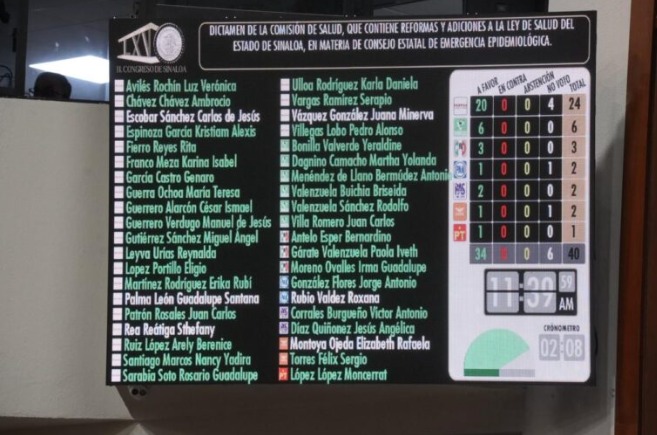 DICTAMEN DE LA COMISIÓN DE SALUD, QUE CONTIENE REFORMAS Y ADICIONES A LA LEY DE SALUD DEL
ESTADO DE SINALOA, EN MATERIA DE CONSEJO ESTATAL DE EMERGENCIA EPIDEMIOLÓGICA.
LXIV
H. CONGRESO DE SINALOA
Avilés Rochín Luz Verónica
Chávez Chávez Ambrocio
Escobar Sánchez Carlos de Jesús
Espinoza García Kristiam Alexis
Fierro Reyes Rita
Franco Meza Karina Isabel
García Castro Genaro
Guerra Ochoa María Teresa
Guerrero Alarcón César Ismael
Guerrero Verdugo Manuel de Jesús
Gutiérrez Sánchez Miguel Ángel
Leyva Urías Reynalda
Lopez Portillo Eligio
Martínez Rodríguez Erika Rubí
Palma León Guadalupe Santana
Patrón Rosales Juan Carlos
Rea Reátiga Sthefany
Ruiz López Arely Berenice
Santiago Marcos Nancy Yadira
Sarabia Soto Rosario Guadalupe
Ulloa Rodríguez Karla Daniela
Vargas Ramírez Serapio
Vázquez González Juana Minerva
Villegas Lobo Pedro Alonso
Bonilla Valverde Yeraldine
Dagnino Camacho Martha Yolanda
Menéndez de Llano Bermúdez Antonio
Valenzuela Buichia Briseida
Valenzuela Sánchez Rodolfo
Villa Romero Juan Carlos
Antelo Esper Bernardino
Gárate Valenzuela Paola Iveth
Moreno Ovalles Irma Guadalupe
González Flores Jorge Antonio
Rubio Valdez Roxana
Corrales Burgueño Víctor Antonio
Díaz Quiñonez Jesús Angélica
Montoya Ojeda Elizabeth Rafaela
Torres Félix Sergio
PT López López Moncerrat
A FAVOR EN CONTRA ABSTENCIÓN NO VOTO TOTAL
20 0 0 4 24
6 0 0 0 6
3 0 0 0 3
1 0 0 1 2
2 0 0 0 2
1 0 0 1 2
PT 1 0 0 0 1
34 0 0 6 40
11:39 59
AM
CRÓNOMETRO
02:08